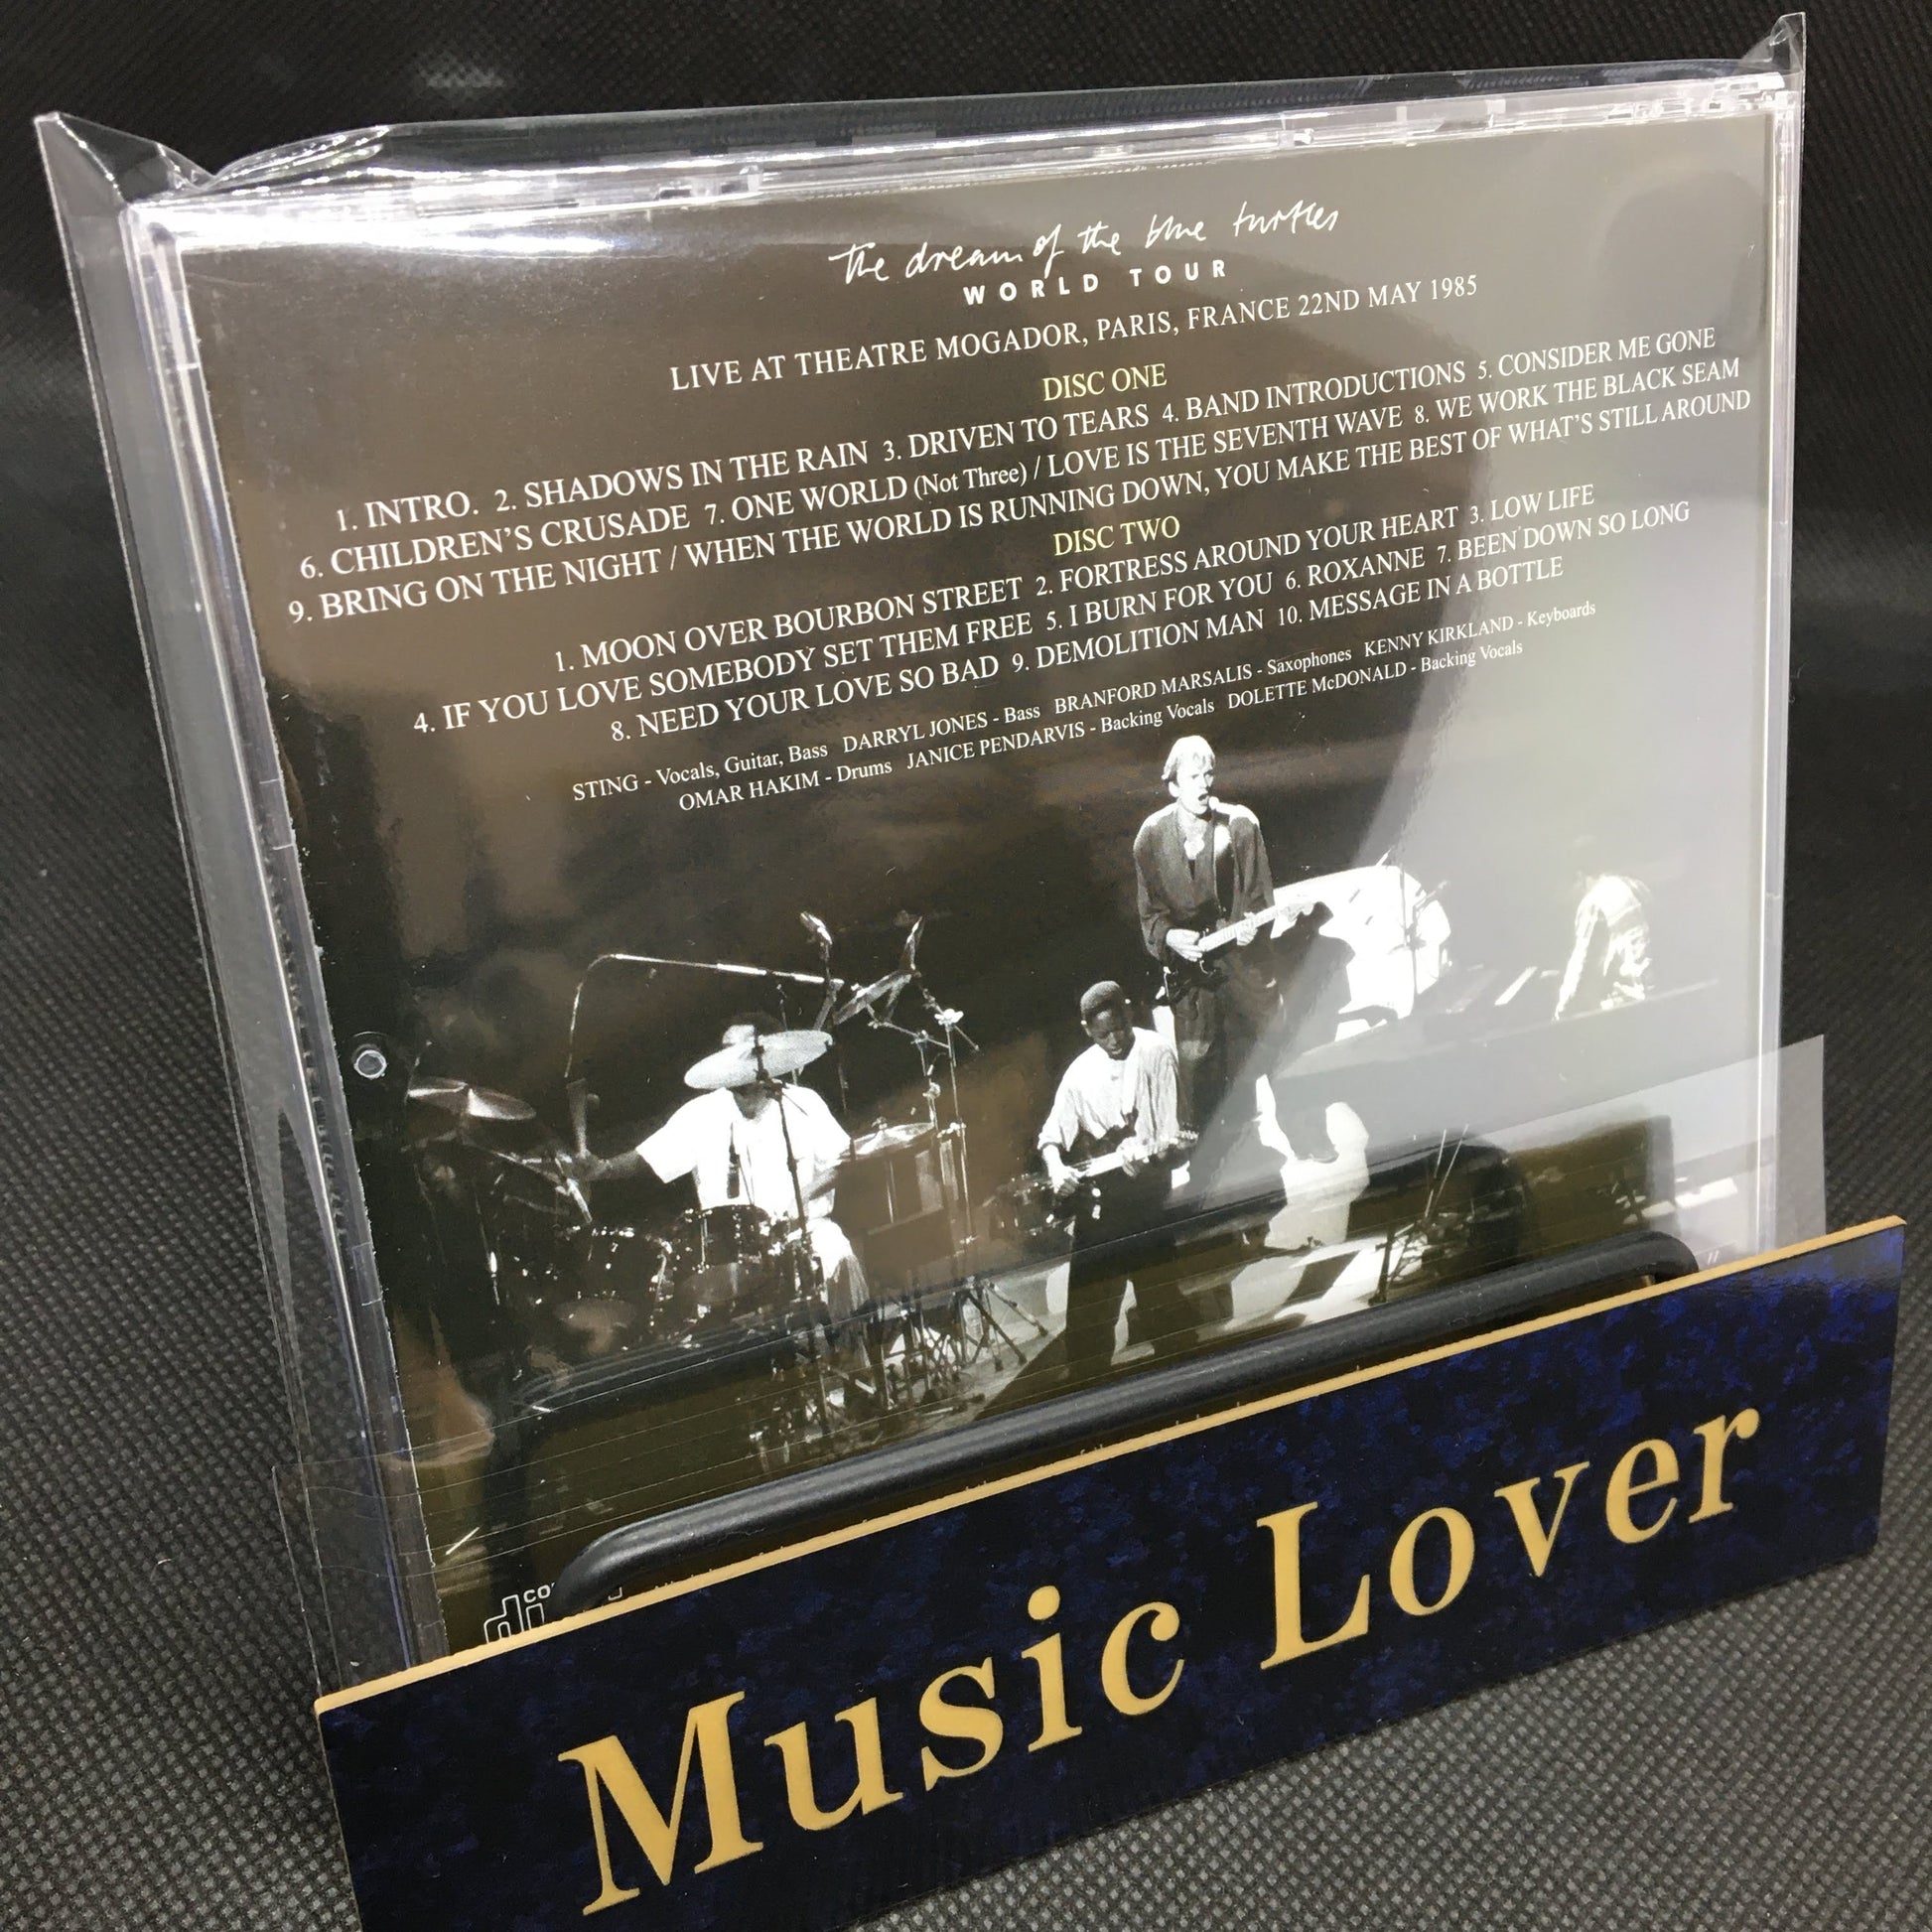 the dream of the blue turtles
WORLD TOUR
LIVE AT THEATRE MOGADOR, PARIS, FRANCE 22ND MAY 1985
DISC ONE
1. INTRO. 2. SHADOWS IN THE RAIN 3. DRIVEN TO TEARS 4. BAND INTRODUCTIONS 5. CONSIDER ME GONE
6. CHILDREN'S CRUSADE 7. ONE WORLD (Not Three) / LOVE IS THE SEVENTH WAVE 8. WE WORK THE BLACK SEAM
9. BRING ON THE NIGHT / WHEN THE WORLD IS RUNNING DOWN, YOU MAKE THE BEST OF WHAT'S STILL AROUND
DISC TWO
1. MOON OVER BOURBON STREET 2. FORTRESS AROUND YOUR HEART 3. LOW LIFE
4. IF YOU LOVE SOMEBODY SET THEM FREE 5. I BURN FOR YOU 6. ROXANNE 7. BEEN DOWN SO LONG
8. NEED YOUR LOVE SO BAD 9. DEMOLITION MAN 10. MESSAGE IN A BOTTLE
STING - Vocals, Guitar, Bass DARRYL JONES - Bass BRANFORD MARSALIS - Saxophones KENNY KIRKLAND - Keyboards
OMAR HAKIM - Drums JANICE PENDARVIS - Backing Vocals DOLETTE McDONALD - Backing Vocals
Music Lover